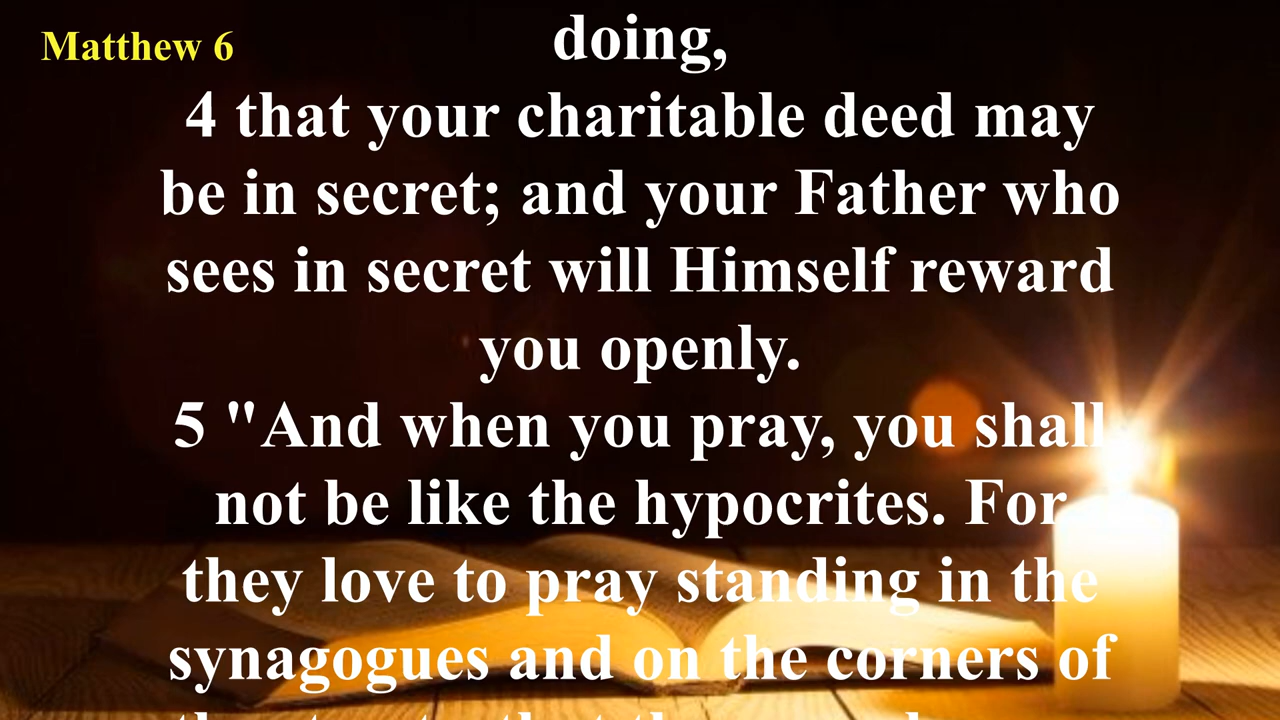 Matthew 6
doing,
4 that your charitable deed may
be in secret; and your Father who
sees in secret will Himself reward
you openly.
5 "And when you pray, you shall
not be like the hypocrites. For
they love to pray standing in the
synagogues and on the corners of